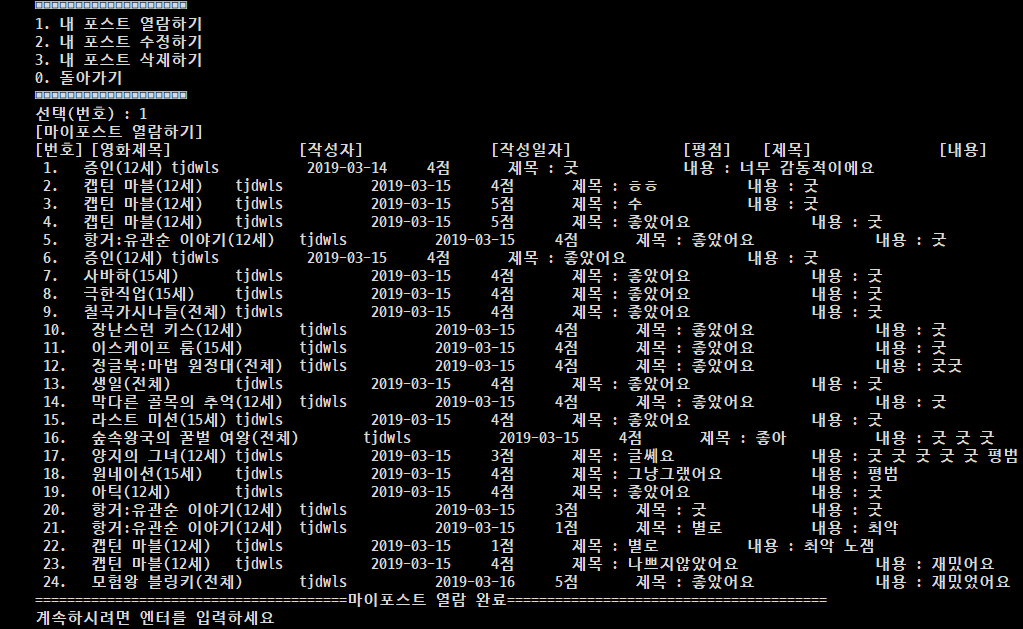 ▣▣▣▣▣▣▣▣▣▣▣▣▣▣▣▣▣▣▣
1. 내 포스트 열람하기
2. 내 포스트 수정하기
3. 내 포스트 삭제하기
0. 돌아가기
▣▣▣▣▣▣▣▣▣▣▣▣▣▣▣▣▣▣▣
선택(번호) : 1
[마이포스트 열람하기]
[번호] [영화제목] [작성자] [작성일자] [평점] [제목] [내용]
1. 증인(12세) tjdwls 2019-03-14 4점 제목 : 굿 내용 : 너무 감동적이에요
2. 캡틴 마블(12세) tjdwls 2019-03-15 4점 제목 : ㅎㅎ 내용 : 굿
3. 캡틴 마블(12세) tjdwls 2019-03-15 5점 제목 : 수 내용 : 굿
4. 캡틴 마블(12세) tjdwls 2019-03-15 5점 제목 : 좋았어요 내용 : 굿
5. 항거:유관순 이야기(12세) tjdwls 2019-03-15 4점 제목 : 좋았어요 내용 : 굿
6. 증인(12세) tjdwls 2019-03-15 4점 제목 : 좋았어요 내용 : 굿
7. 사바하(15세) tjdwls 2019-03-15 4점 제목 : 좋았어요 내용 : 굿
8. 극한직업(15세) tjdwls 2019-03-15 4점 제목 : 좋았어요 내용 : 굿
9. 칠곡가시나들(전체) tjdwls 2019-03-15 4점 제목 : 좋았어요 내용 : 굿
10. 장난스런 키스(12세) tjdwls 2019-03-15 4점 제목 : 좋았어요 내용 : 굿
11. 이스케이프 룸(15세) tjdwls 2019-03-15 4점 제목 : 좋았어요 내용 : 굿
12. 정글북:마법 원정대(전체) tjdwls 2019-03-15 4점 제목 : 좋았어요 내용 : 굿굿
13. 생일(전체) tjdwls 2019-03-15 4점 제목 : 좋았어요 내용 : 굿
14. 막다른 골목의 추억(12세) tjdwls 2019-03-15 4점 제목 : 좋았어요 내용 : 굿
15. 라스트 미션(15세) tjdwls 2019-03-15 4점 제목 : 좋았어요 내용 : 굿
16. 숲속왕국의 꿀벌 여왕(전체) tjdwls 2019-03-15 4점 제목 : 좋아 내용 : 굿 굿 굿
17. 양지의 그녀(12세) tjdwls 2019-03-15 3점 제목 : 글쎄요 내용 : 굿 굿 굿 굿 굿 평범
18. 원네이션(15세) tjdwls 2019-03-15 4점 제목 : 그냥그랬어요 내용 : 평범
19. 아틱(12세) tjdwls 2019-03-15 4점 제목 : 좋았어요 내용 : 굿
20. 항거:유관순 이야기(12세) tjdwls 2019-03-15 3점 제목 : 굿 내용 : 굿
21. 항거:유관순 이야기(12세) tjdwls 2019-03-15 1점 제목 : 별로 내용 : 최악
22. 캡틴 마블(12세) tjdwls 2019-03-15 1점 제목 : 별로 내용 : 최악 노잼
23. 캡틴 마블(12세) tjdwls 2019-03-15 4점 제목 : 나쁘지않았어요 내용 : 재밌어요
24. 모험왕 블링키(전체) tjdwls 2019-03-16 5점 제목 : 좋았어요 내용 : 재밌었어요
=======================================마이포스트 열람 완료========================================
계속하시려면 엔터를 입력하세요